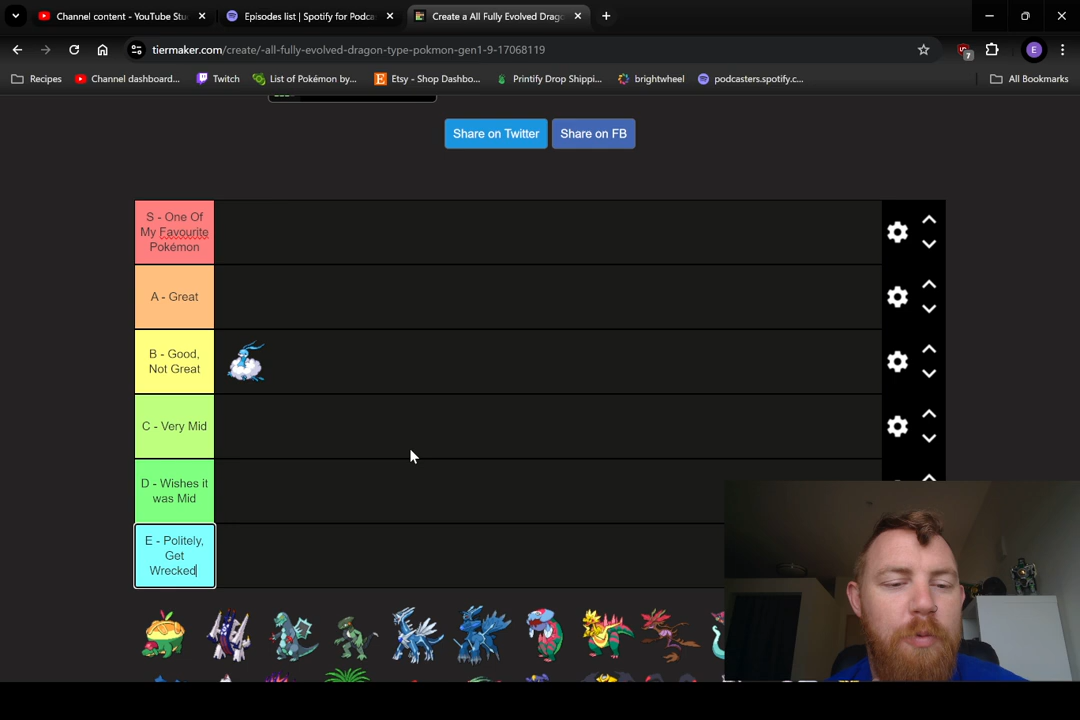 Channel content - YouTube Stu
Episodes list | Spotify for Podca
Create a All Fully Evolved Drago
tiermaker.com/create/-all-fully-evolved-dragon-type-pokmon-gen1-9-17068119
7
E
Recipes
Channel dashboard...
Twitch
List of Pokémon by...
Etsy - Shop Dashbo...
Printify Drop Shippi...
brightwheel
podcasters.spotify.c...
All Bookmarks
Share on Twitter
Share on FB
S - One Of
My Favourite
Pokémon
A - Great
B - Good,
Not Great
C - Very Mid
D - Wishes it
was Mid
E - Politely,
Get
Wrecked